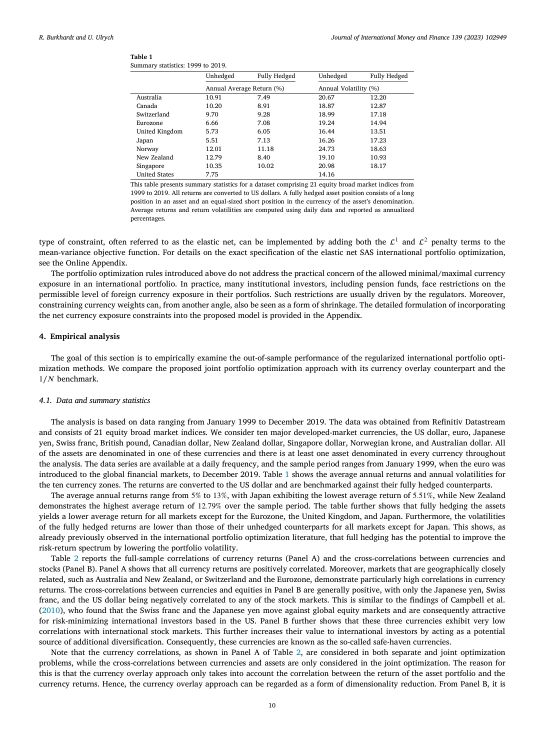 R. Burkhardt and U. Ulrych
Journal of International Money and Finance 139 (2023) 102949
Table 1
Summary statistics: 1999 to 2019.
Unhedged Fully Hedged Unhedged Fully Hedged
Annual Average Return (%) Annual Volatility (%)
Australia 10.91 7.49 20.67 12.20
Canada 10.20 8.91 18.87 12.87
Switzerland 9.70 9.28 18.99 17.18
Eurozone 6.66 7.08 19.24 14.94
United Kingdom 5.73 6.05 16.44 13.51
Japan 5.51 7.13 16.26 17.23
Norway 12.01 11.18 24.73 18.63
New Zealand 12.79 8.40 19.10 10.93
Singapore 10.35 10.02 20.98 18.17
United States 7.75 14.16
This table presents summary statistics for a dataset comprising 21 equity broad market indices from
1999 to 2019. All returns are converted to US dollars. A fully hedged asset position consists of a long
position in an asset and an equal-sized short position in the currency of the asset's denomination.
Average returns and return volatilities are computed using daily data and reported as annualized
percentages.
type of constraint, often referred to as the elastic net, can be implemented by adding both the ℒ¹ and ℒ² penalty terms to the
mean-variance objective function. For details on the exact specification of the elastic net SAS international portfolio optimization,
see the Online Appendix.
The portfolio optimization rules introduced above do not address the practical concern of the allowed minimal/maximal currency
exposure in an international portfolio. In practice, many institutional investors, including pension funds, face restrictions on the
permissible level of foreign currency exposure in their portfolios. Such restrictions are usually driven by the regulators. Moreover,
constraining currency weights can, from another angle, also be seen as a form of shrinkage. The detailed formulation of incorporating
the net currency exposure constraints into the proposed model is provided in the Appendix.
4. Empirical analysis
The goal of this section is to empirically examine the out-of-sample performance of the regularized international portfolio opti-
mization methods. We compare the proposed joint portfolio optimization approach with its currency overlay counterpart and the
1/N benchmark.
4.1. Data and summary statistics
The analysis is based on data ranging from January 1999 to December 2019. The data was obtained from Refinitiv Datastream
and consists of 21 equity broad market indices. We consider ten major developed-market currencies, the US dollar, euro, Japanese
yen, Swiss franc, British pound, Canadian dollar, New Zealand dollar, Singapore dollar, Norwegian krone, and Australian dollar. All
of the assets are denominated in one of these currencies and there is at least one asset denominated in every currency throughout
the analysis. The data series are available at a daily frequency, and the sample period ranges from January 1999, when the euro was
introduced to the global financial markets, to December 2019. Table 1 shows the average annual returns and annual volatilities for
the ten currency zones. The returns are converted to the US dollar and are benchmarked against their fully hedged counterparts.
The average annual returns range from 5% to 13%, with Japan exhibiting the lowest average return of 5.51%, while New Zealand
demonstrates the highest average return of 12.79% over the sample period. The table further shows that fully hedging the assets
yields a lower average return for all markets except for the Eurozone, the United Kingdom, and Japan. Furthermore, the volatilities
of the fully hedged returns are lower than those of their unhedged counterparts for all markets except for Japan. This shows, as
already previously observed in the international portfolio optimization literature, that full hedging has the potential to improve the
risk-return spectrum by lowering the portfolio volatility.
Table 2 reports the full-sample correlations of currency returns (Panel A) and the cross-correlations between currencies and
stocks (Panel B). Panel A shows that all currency returns are positively correlated. Moreover, markets that are geographically closely
related, such as Australia and New Zealand, or Switzerland and the Eurozone, demonstrate particularly high correlations in currency
returns. The cross-correlations between currencies and equities in Panel B are generally positive, with only the Japanese yen, Swiss
franc, and the US dollar being negatively correlated to any of the stock markets. This is similar to the findings of Campbell et al.
(2010), who found that the Swiss franc and the Japanese yen move against global equity markets and are consequently attractive
for risk-minimizing international investors based in the US. Panel B further shows that these three currencies exhibit very low
correlations with international stock markets. This further increases their value to international investors by acting as a potential
source of additional diversification. Consequently, these currencies are known as the so-called safe-haven currencies.
Note that the currency correlations, as shown in Panel A of Table 2, are considered in both separate and joint optimization
problems, while the cross-correlations between currencies and assets are only considered in the joint optimization. The reason for
this is that the currency overlay approach only takes into account the correlation between the return of the asset portfolio and the
currency returns. Hence, the currency overlay approach can be regarded as a form of dimensionality reduction. From Panel B, it is
10